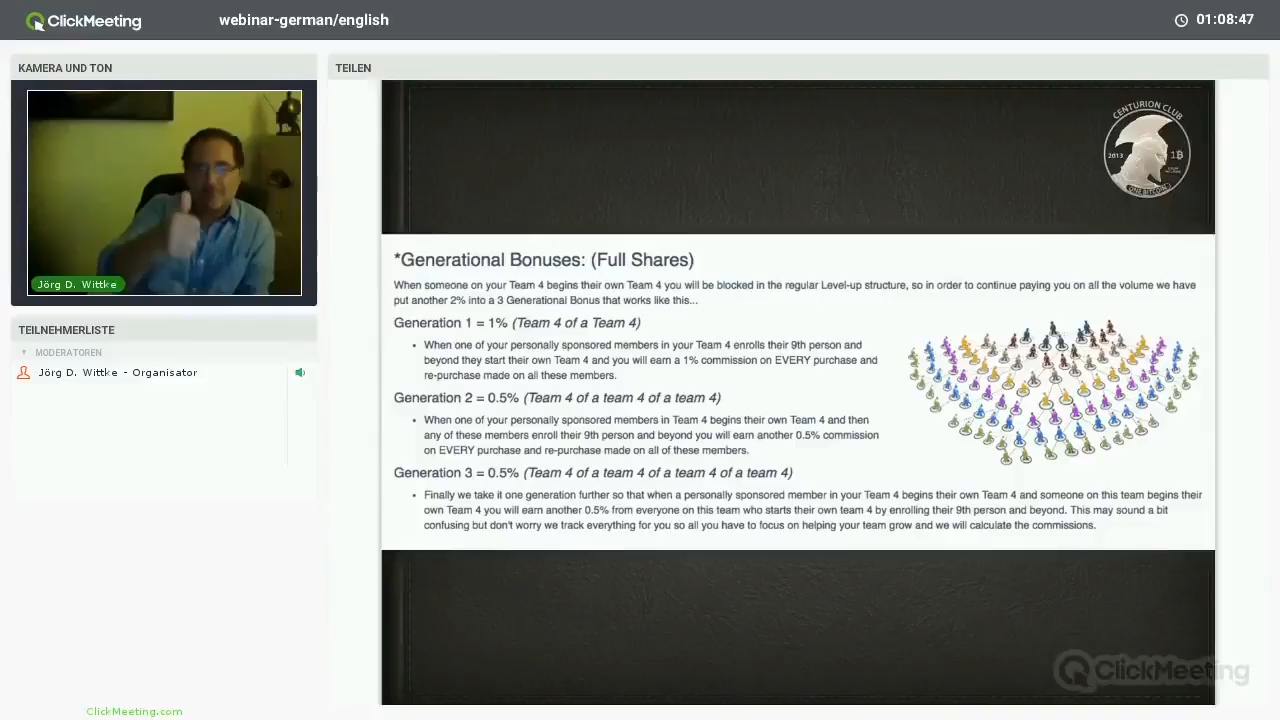 ClickMeeting
webinar-german/english
01:08:47
KAMERA UND TON
Jörg D. Wittke
TEILNEHMERLISTE
MODERATOREN
Jörg D. Wittke - Organisator
ClickMeeting.com
TEILEN
CENTURION CLUB
2013
1₿
ONE BITCOIN
*Generational Bonuses: (Full Shares)
When someone on your Team 4 begins their own Team 4 you will be blocked in the regular Level-up structure, so in order to continue paying you on all the volume we have
put another 2% into a 3 Generational Bonus that works like this...
Generation 1 = 1% (Team 4 of a Team 4)
• When one of your personally sponsored members in your Team 4 enrolls their 9th person and
beyond they start their own Team 4 and you will earn a 1% commission on EVERY purchase and
re-purchase made on all these members.
Generation 2 = 0.5% (Team 4 of a team 4 of a team 4)
• When one of your personally sponsored members in Team 4 begins their own Team 4 and then
any of these members enroll their 9th person and beyond you will earn another 0.5% commission
on EVERY purchase and re-purchase made on all of these members.
Generation 3 = 0.5% (Team 4 of a team 4 of a team 4 of a team 4)
• Finally we take it one generation further so that when a personally sponsored member in your Team 4 begins their own Team 4 and someone on this team begins their
own Team 4 you will earn another 0.5% from everyone on this team who starts their own team 4 by enrolling their 9th person and beyond. This may sound a bit
confusing but don't worry we track everything for you so all you have to focus on helping your team grow and we will calculate the commissions.
ClickMeeting